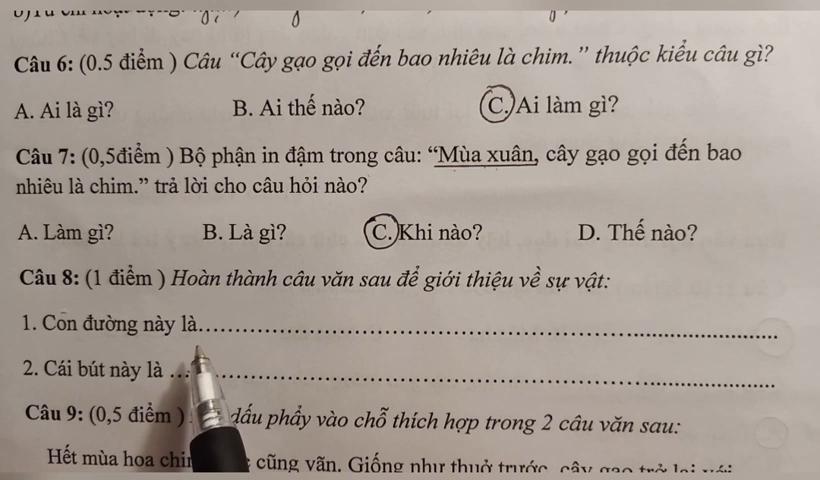 Câu 6: (0.5 điểm ) Câu “Cây gạo gọi đến bao nhiêu là chim.” thuộc kiểu câu gì?
A. Ai là gì? B. Ai thế nào? C. Ai làm gì?
Câu 7: (0,5điểm ) Bộ phận in đậm trong câu: “Mùa xuân, cây gạo gọi đến bao
nhiêu là chim.” trả lời cho câu hỏi nào?
A. Làm gì? B. Là gì? C. Khi nào? D. Thế nào?
Câu 8: (1 điểm ) Hoàn thành câu văn sau để giới thiệu về sự vật:
1. Con đường này là
2. Cái bút này là
Câu 9: (0,5 điểm ) dấu phẩy vào chỗ thích hợp trong 2 câu văn sau:
Hết mùa hoa cũng vãn. Giống như thuở trước, cây gạo trở lại với